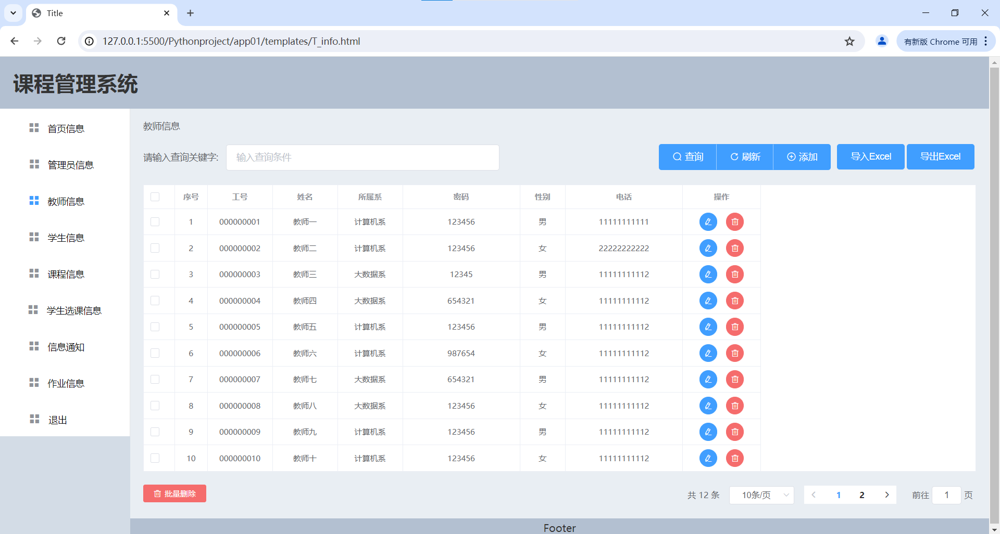 Title
127.0.0.1:5500/Pythonproject/app01/templates/T_info.html
有新版 Chrome 可用
课程管理系统
首页信息
管理员信息
教师信息
学生信息
课程信息
学生选课信息
信息通知
作业信息
退出
教师信息
请输入查询关键字: 输入查询条件 查询 刷新 添加 导入Excel 导出Excel
序号 工号 姓名 所属系 密码 性别 电话 操作
1 000000001 教师一 计算机系 123456 男 11111111111
2 000000002 教师二 计算机系 123456 女 22222222222
3 000000003 教师三 大数据系 12345 男 11111111112
4 000000004 教师四 大数据系 654321 女 11111111112
5 000000005 教师五 计算机系 123456 男 11111111112
6 000000006 教师六 计算机系 987654 女 11111111112
7 000000007 教师七 大数据系 654321 男 11111111112
8 000000008 教师八 大数据系 123456 女 11111111112
9 000000009 教师九 计算机系 123456 男 11111111112
10 000000010 教师十 计算机系 123456 女 11111111112
批量删除 共 12 条 10条/页 1 2 前往 1 页
Footer